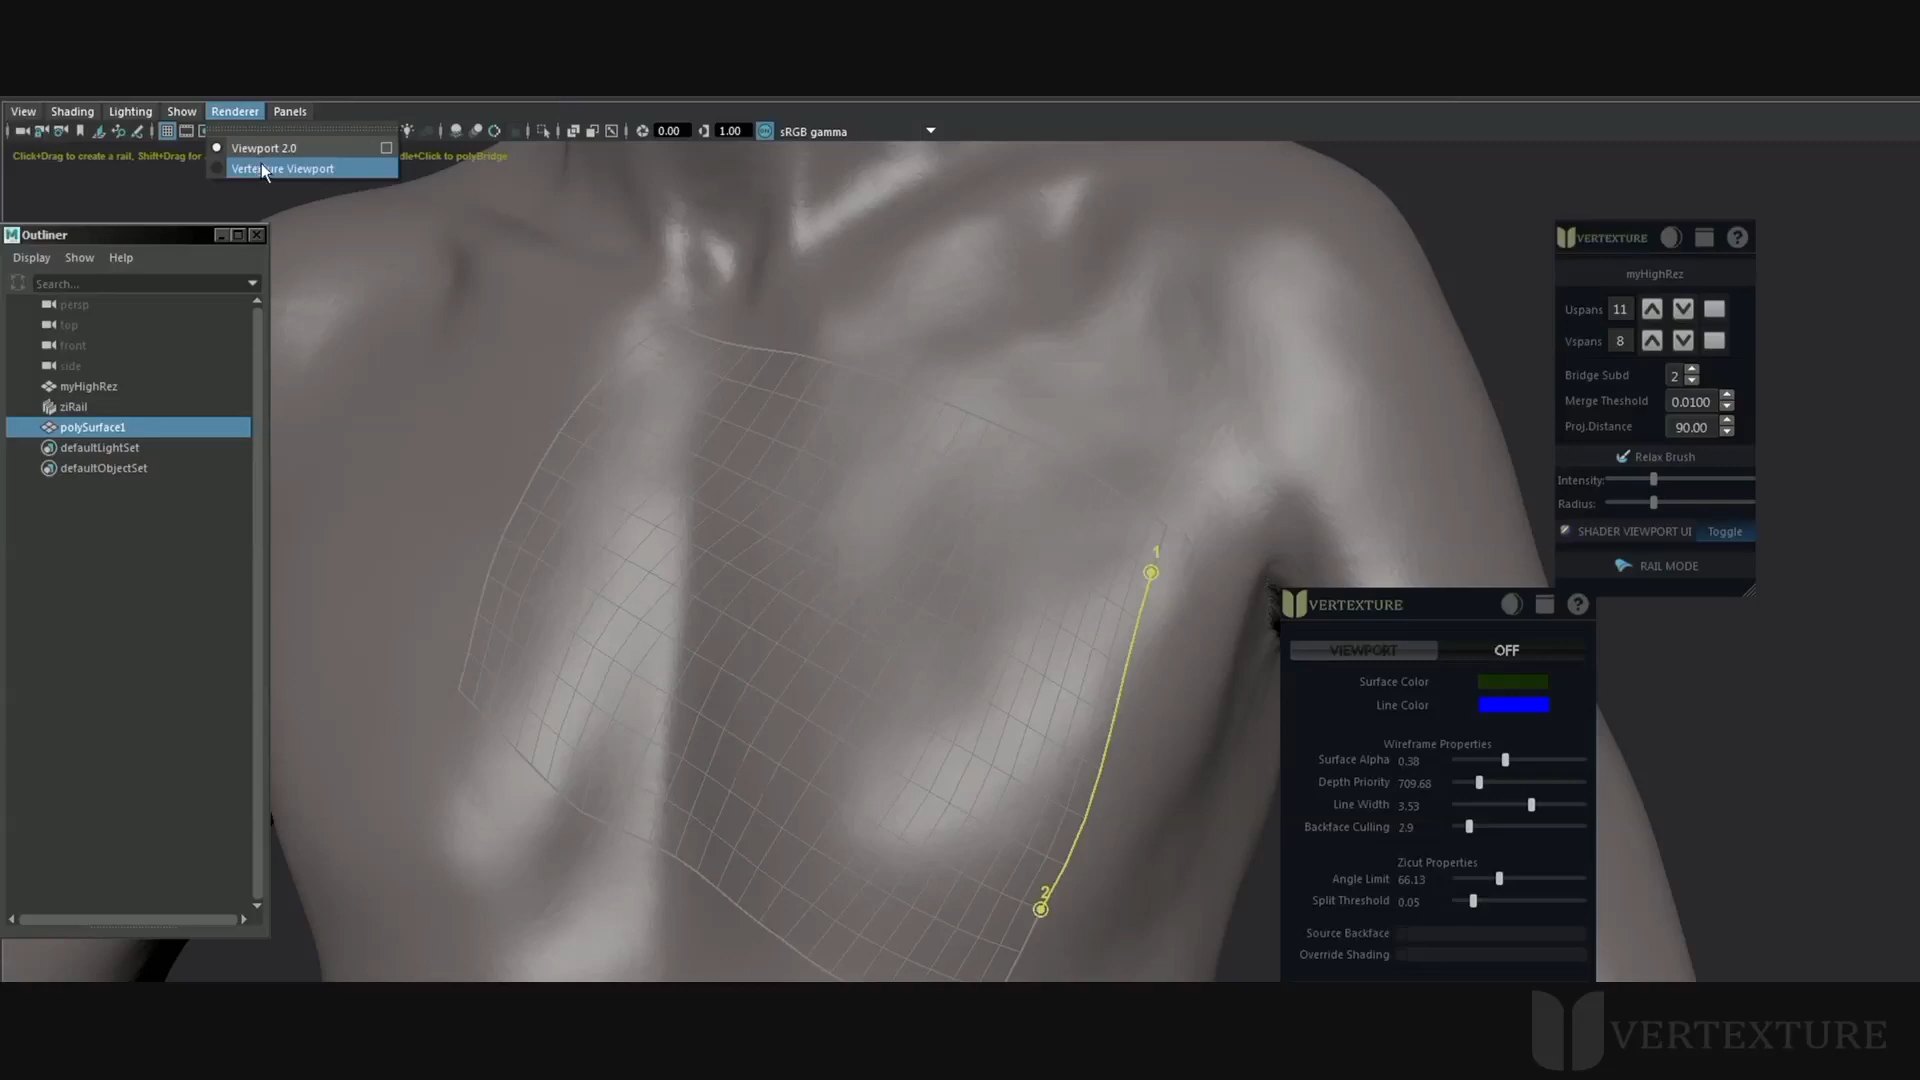 View Shading Lighting Show Renderer Panels
0.00 1.00 sRGB gamma
Viewport 2.0
Click+Drag to create a rail, Shift+Drag for
Click to polyBridge
Vertexture Viewport
Outliner
Display Show Help
Search...
persp
top
front
side
myHighRez
ziRail
polySurface1
defaultLightSet
defaultObjectSet
1
2
VERTEXTURE
myHighRez
Uspans 11
Vspans 8
Bridge Subd 2
Merge Theshold 0.0100
Proj.Distance 90.00
Relax Brush
Intensity:
Radius:
SHADER VIEWPORT UI Toggle
RAIL MODE
VERTEXTURE
VIEWPORT OFF
Surface Color
Line Color
Wireframe Properties
Surface Alpha 0.38
Depth Priority 709.68
Line Width 3.53
Backface Culling 2.9
Zicut Properties
Angle Limit 66.13
Split Threshold 0.05
Source Backface
Override Shading
VERTEXTURE